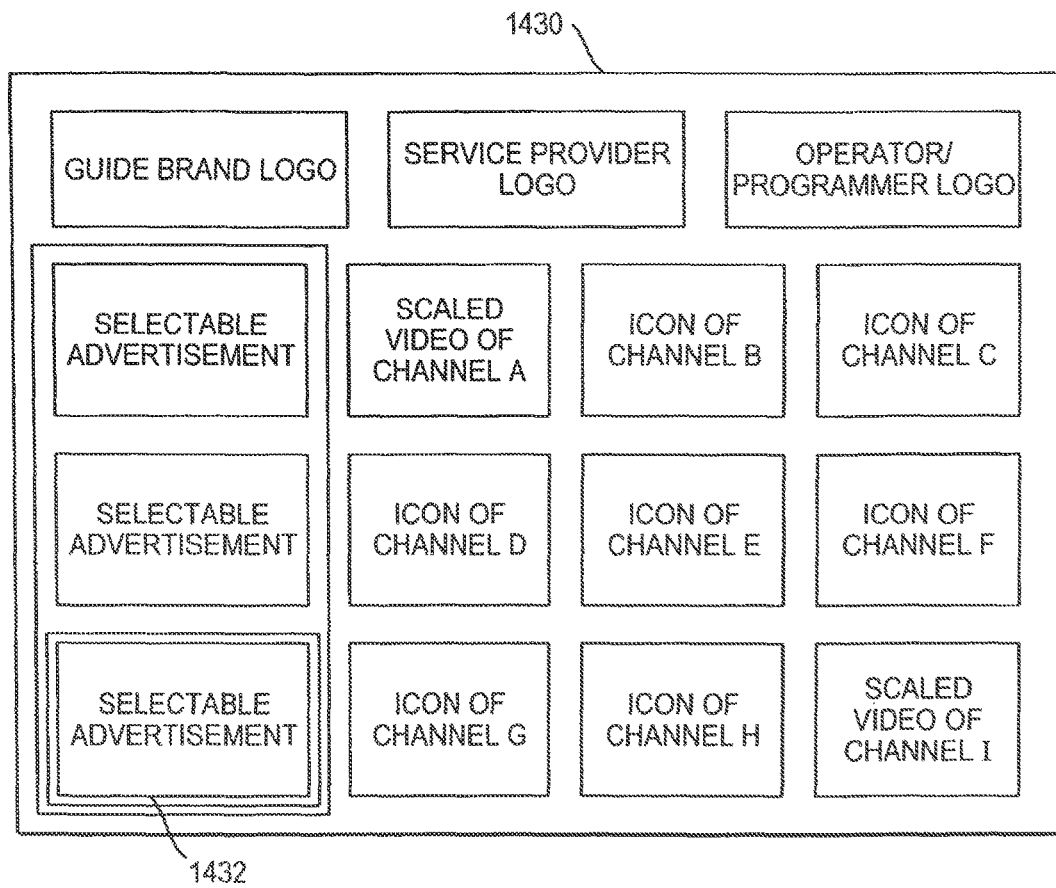 1430
GUIDE BRAND LOGO
SERVICE PROVIDER
LOGO
OPERATOR/
PROGRAMMER LOGO
SELECTABLE
ADVERTISEMENT
SCALED
VIDEO OF
CHANNEL A
ICON OF
CHANNEL B
ICON OF
CHANNEL C
SELECTABLE
ADVERTISEMENT
ICON OF
CHANNEL D
ICON OF
CHANNEL E
ICON OF
CHANNEL F
SELECTABLE
ADVERTISEMENT
ICON OF
CHANNEL G
ICON OF
CHANNEL H
SCALED
VIDEO OF
CHANNEL I
1432